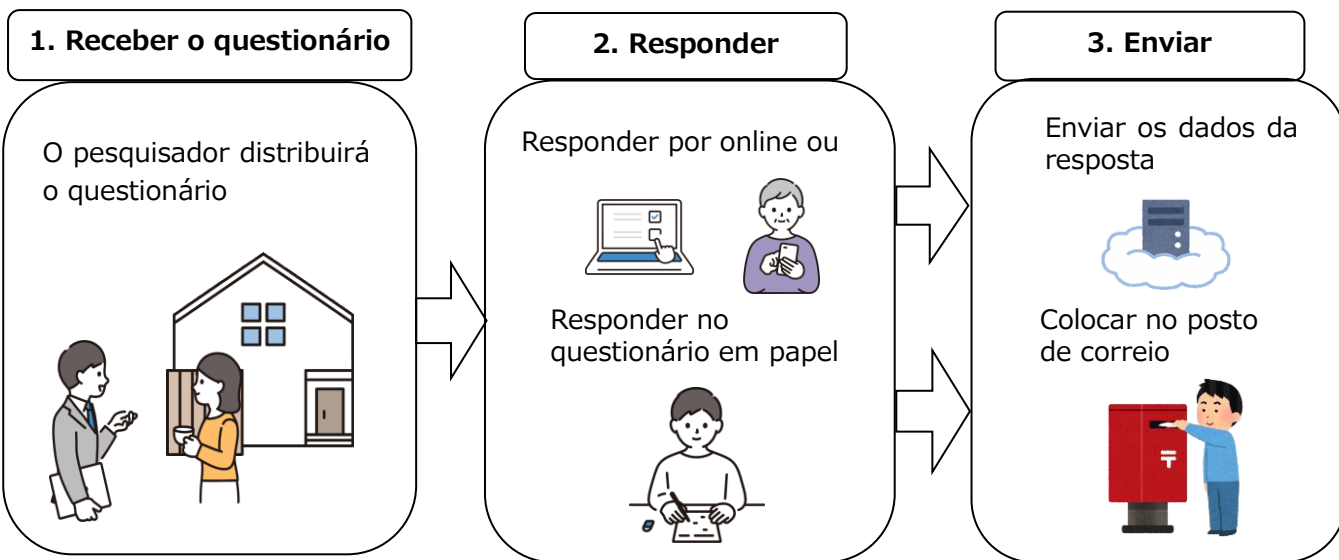 1. Receber o questionário
O pesquisador distribuirá
o questionário
2. Responder
Responder por online ou
Responder no
questionário em papel
3. Enviar
Enviar os dados da
resposta
Colocar no posto
de correio
〒